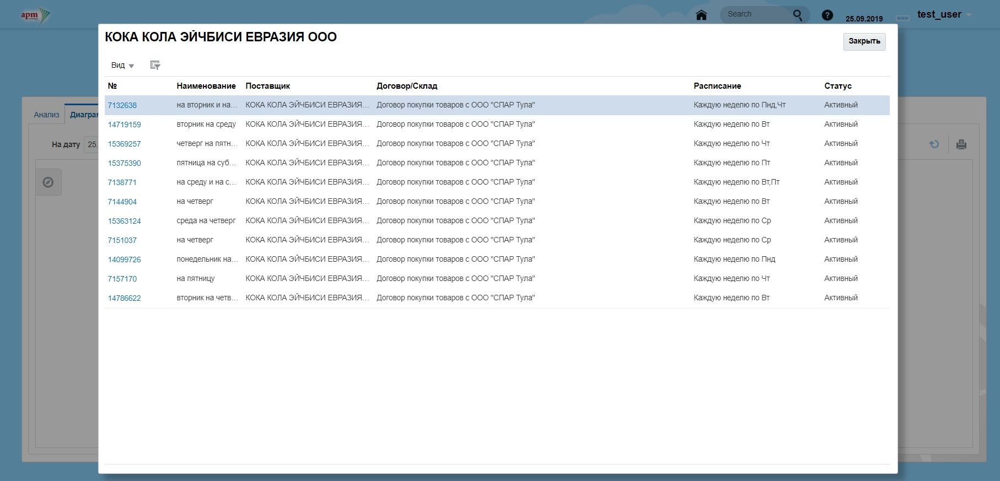 apm
Search
25.09.2019
test_user
КОКА КОЛА ЭЙЧБИСИ ЕВРАЗИЯ ООО
Закрыть
Вид
№ Наименование Поставщик Договор/Склад Расписание Статус
7132638 на вторник и на... КОКА КОЛА ЭЙЧБИСИ ЕВРАЗИЯ... Договор покупки товаров с ООО "СПАР Тула" Каждую неделю по Пнд,Чт Активный
14719159 вторник на среду КОКА КОЛА ЭЙЧБИСИ ЕВРАЗИЯ... Договор покупки товаров с ООО "СПАР Тула" Каждую неделю по Вт Активный
15369257 четверг на пятн... КОКА КОЛА ЭЙЧБИСИ ЕВРАЗИЯ... Договор покупки товаров с ООО "СПАР Тула" Каждую неделю по Чт Активный
15375390 пятница на суб... КОКА КОЛА ЭЙЧБИСИ ЕВРАЗИЯ... Договор покупки товаров с ООО "СПАР Тула" Каждую неделю по Пт Активный
7138771 на среду и на с... КОКА КОЛА ЭЙЧБИСИ ЕВРАЗИЯ... Договор покупки товаров с ООО "СПАР Тула" Каждую неделю по Вт,Пт Активный
7144904 на четверг КОКА КОЛА ЭЙЧБИСИ ЕВРАЗИЯ... Договор покупки товаров с ООО "СПАР Тула" Каждую неделю по Вт Активный
15363124 среда на четверг КОКА КОЛА ЭЙЧБИСИ ЕВРАЗИЯ... Договор покупки товаров с ООО "СПАР Тула" Каждую неделю по Ср Активный
7151037 на четверг КОКА КОЛА ЭЙЧБИСИ ЕВРАЗИЯ... Договор покупки товаров с ООО "СПАР Тула" Каждую неделю по Ср Активный
14099726 понедельник на... КОКА КОЛА ЭЙЧБИСИ ЕВРАЗИЯ... Договор покупки товаров с ООО "СПАР Тула" Каждую неделю по Пнд Активный
7157170 на пятницу КОКА КОЛА ЭЙЧБИСИ ЕВРАЗИЯ... Договор покупки товаров с ООО "СПАР Тула" Каждую неделю по Чт Активный
14786622 вторник на четв... КОКА КОЛА ЭЙЧБИСИ ЕВРАЗИЯ... Договор покупки товаров с ООО "СПАР Тула" Каждую неделю по Вт Активный
Анализ Диаграм
На дату 25.